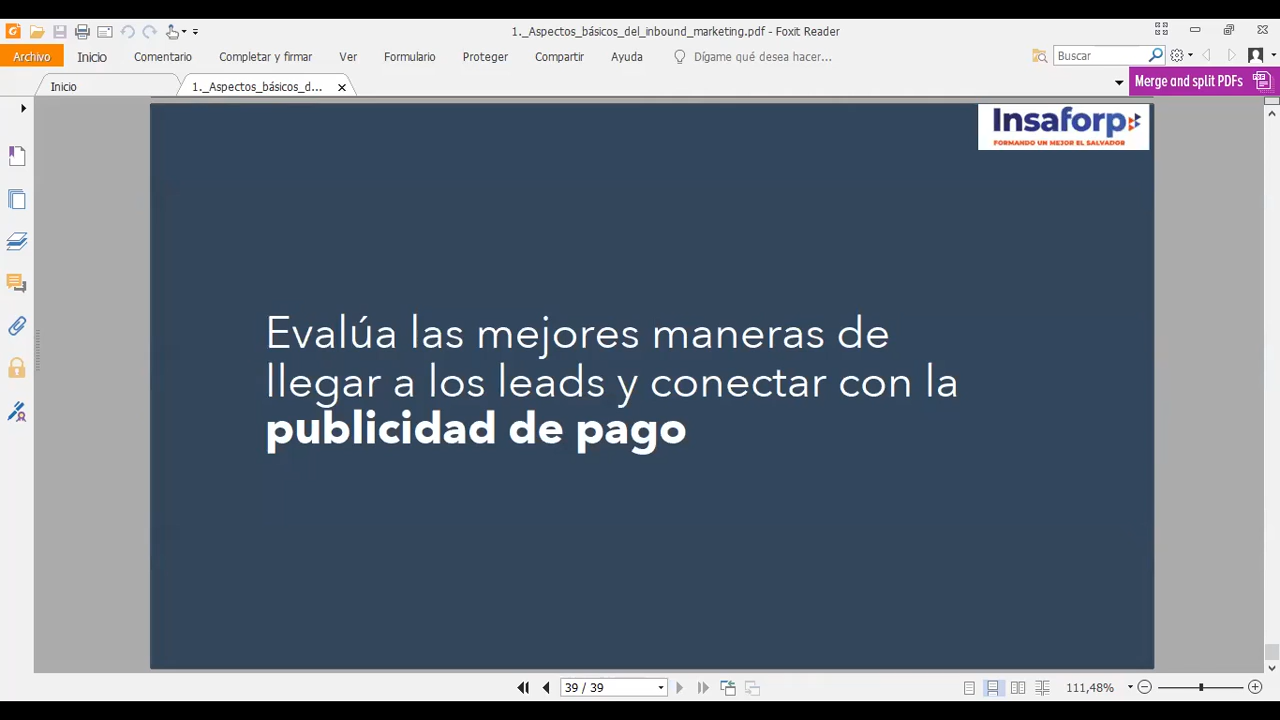 1._Aspectos_básicos_del_inbound_marketing.pdf - Foxit Reader
Archivo Inicio Comentario Completar y firmar Ver Formulario Proteger Compartir Ayuda Dígame qué desea hacer... Buscar
Inicio 1._Aspectos_básicos_d... Merge and split PDFs
Insaforp
FORMANDO UN MEJOR EL SALVADOR
Evalúa las mejores maneras de
llegar a los leads y conectar con la
publicidad de pago
39 / 39 111,48%